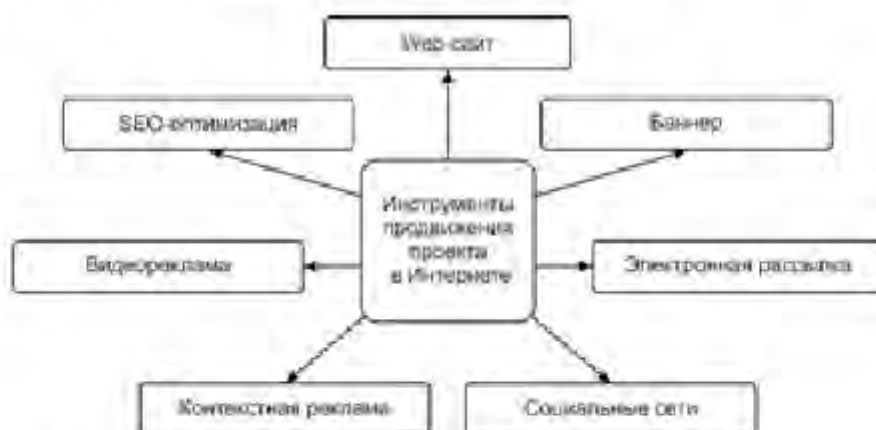 Web-сайт
SEO-оптимизация
Баннер
Инструменты
продвижения
проекта
в Интернете
Видеореклама
Электронная рассылка
Контекстная реклама
Социальные сети